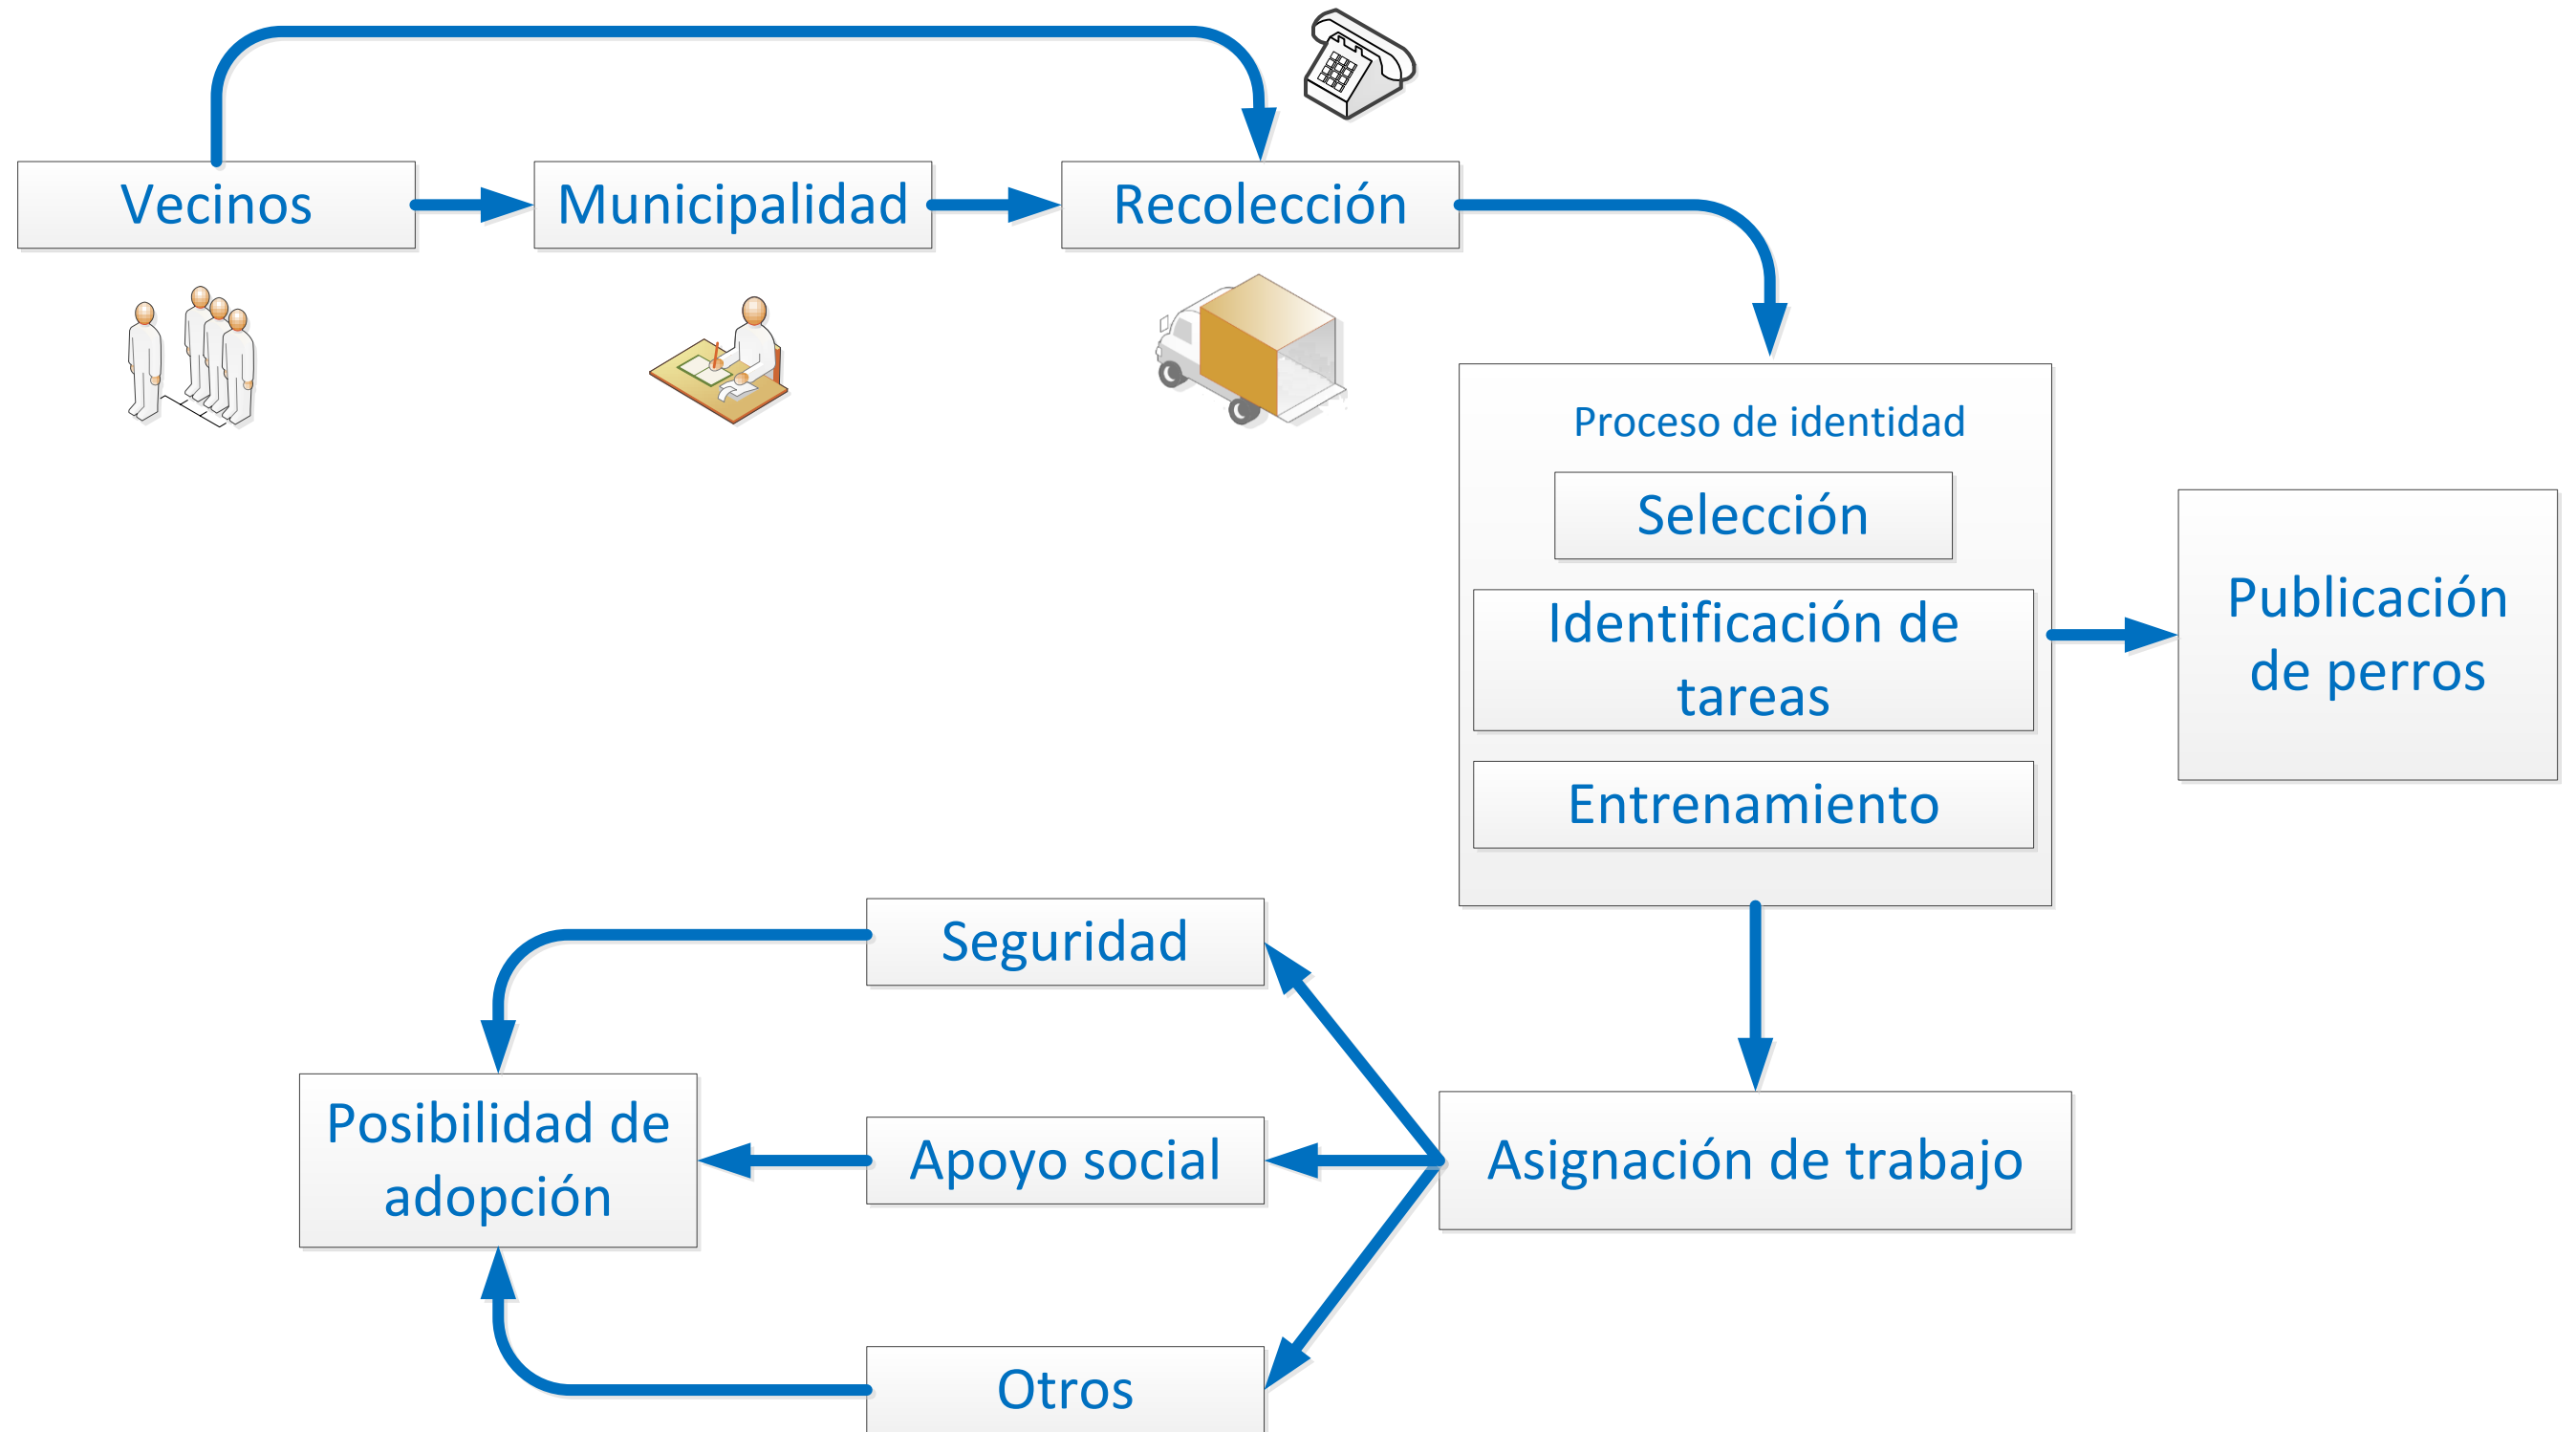 Vecinos
Municipalidad
Recolección
Proceso de identidad
Selección
Identificación de
tareas
Entrenamiento
Publicación
de perros
Seguridad
Posibilidad de
adopción
Apoyo social
Asignación de trabajo
Otros